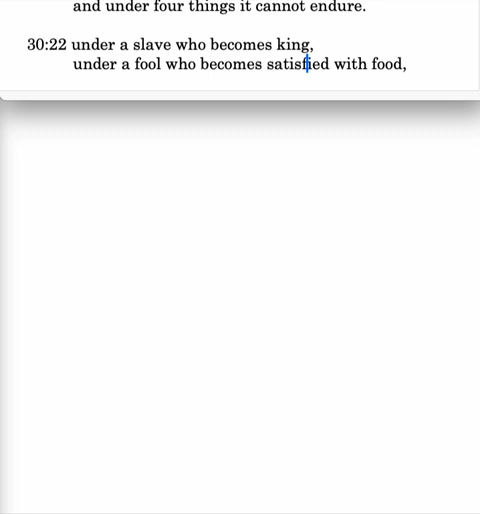 and under four things it cannot endure.
30:22 under a slave who becomes king,
under a fool who becomes satisfied with food,